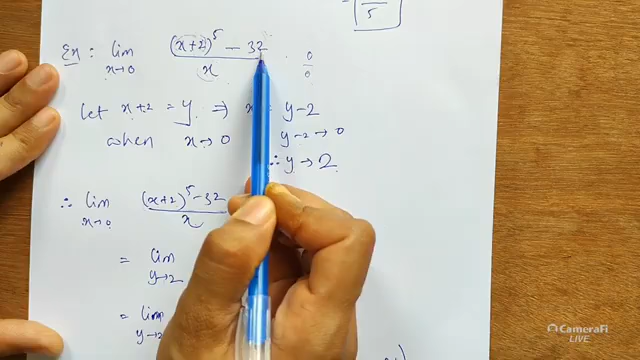 5
Ex : lim x→0 (x+2)^5 - 32 / x . 0/0
Let x+2 = y ⇒ x = y-2
when x→0 y-2→0
∴ y→2
∴ lim x→0 (x+2)^5-32 / x
= lim y→2
= lim
CameraFi
LIVE